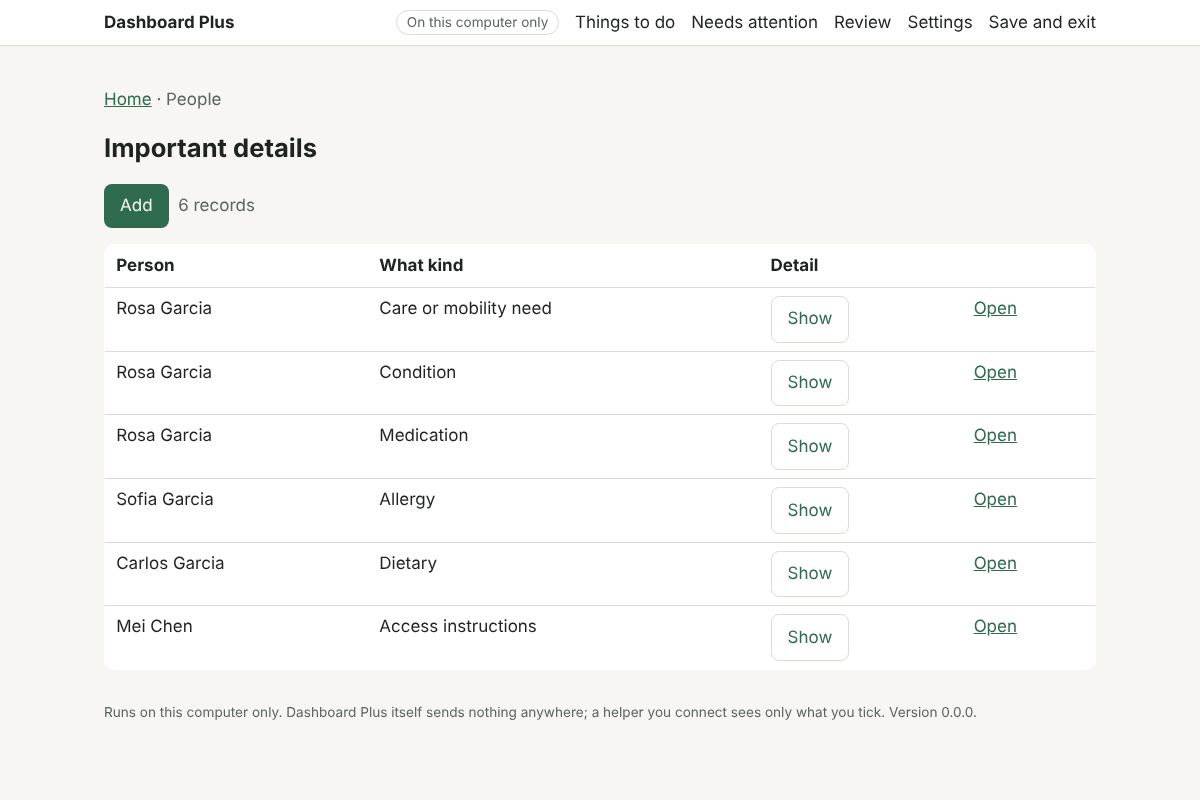 Dashboard Plus On this computer only Things to do Needs attention Review Settings Save and exit
Home · People
Important details
Add 6 records
Person What kind Detail
Rosa Garcia Care or mobility need Show Open
Rosa Garcia Condition Show Open
Rosa Garcia Medication Show Open
Sofia Garcia Allergy Show Open
Carlos Garcia Dietary Show Open
Mei Chen Access instructions Show Open
Runs on this computer only. Dashboard Plus itself sends nothing anywhere; a helper you connect sees only what you tick. Version 0.0.0.